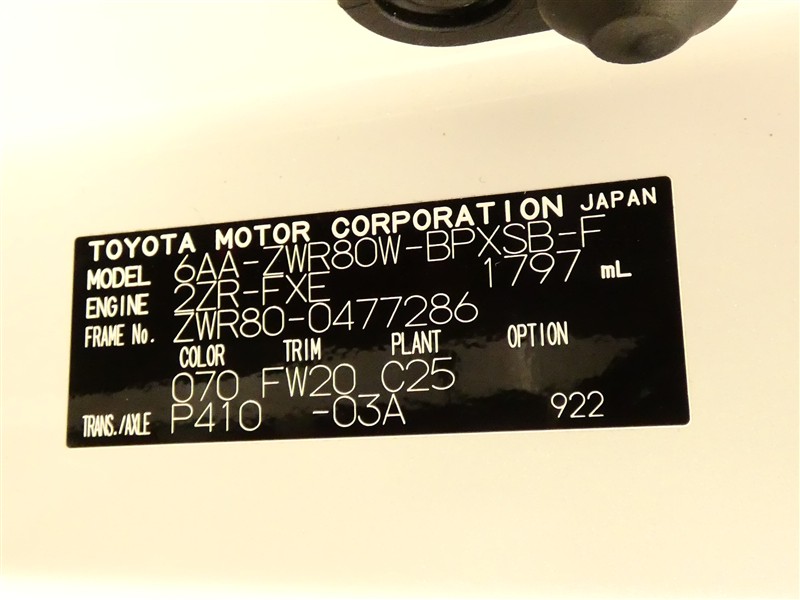 TOYOTA MOTOR CORPORATION JAPAN
MODEL 6AA-ZWR80W-BPXSB-F
ENGINE 2ZR-FXE 1797 mL
FRAME No. ZWR80-0477286
COLOR TRIM PLANT OPTION
070 FW20 C25
TRANS./AXLE P410 -03A 922